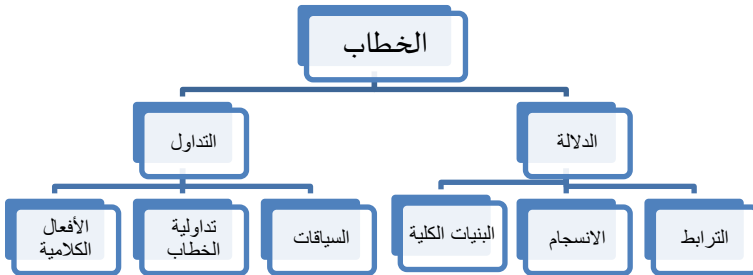 الخطاب
الدلالة
التداول
الترابط
الانسجام
البنيات الكلية
السياقات
تداولية
الخطاب
الأفعال
الكلامية